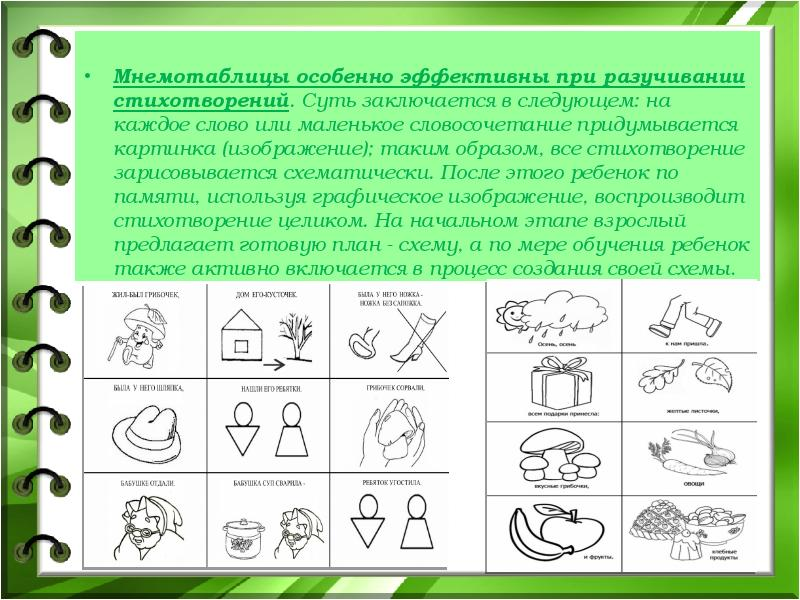 • Мнемотаблицы особенно эффективны при разучивании
стихотворений. Суть заключается в следующем: на
каждое слово или маленькое словосочетание придумывается
картинка (изображение); таким образом, все стихотворение
зарисовывается схематически. После этого ребенок по
памяти, используя графическое изображение, воспроизводит
стихотворение целиком. На начальном этапе взрослый
предлагает готовую план - схему, а по мере обучения ребенок
также активно включается в процесс создания своей схемы.
ЖИЛ-БЫЛ ГРИБОЧЕК,
ДОМ ЕГО-КУСТОЧЕК.
БЫЛА У НЕГО НОЖКА -
НОЖКА БЕЗ САПОЖКА.
БЫЛА У НЕГО ШЛЯПКА,
НАШЛИ ЕГО РЕБЯТКИ.
ГРИБОЧЕК СОРВАЛИ,
БАБУШКЕ ОТДАЛИ.
БАБУШКА СУП СВАРИЛА -
РЕБЯТОК УГОСТИЛА.
Осень, осень
к нам пришла.
всем подарки принесла:
желтые листочки,
вкусные грибочки,
овощи
и фрукты.
хлебные
продукты